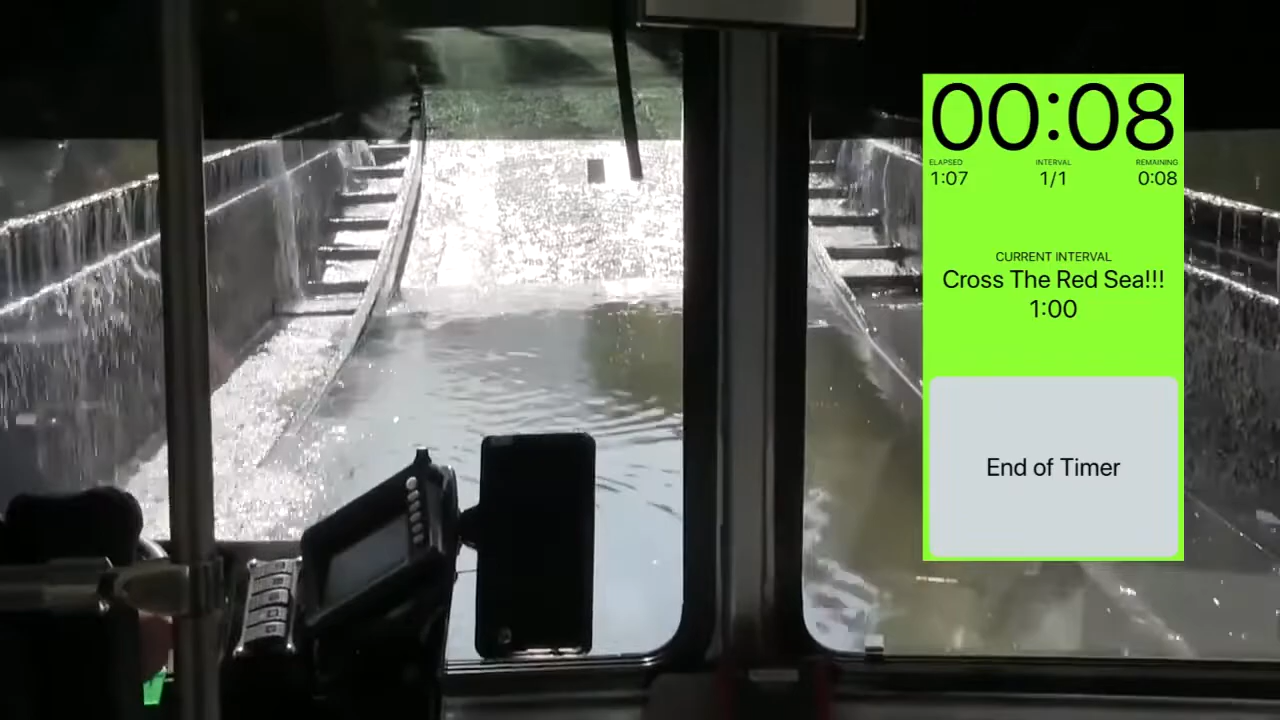 00:08
ELAPSED INTERVAL REMAINING
1:07 1/1 0:08
CURRENT INTERVAL
Cross The Red Sea!!!
1:00
End of Timer